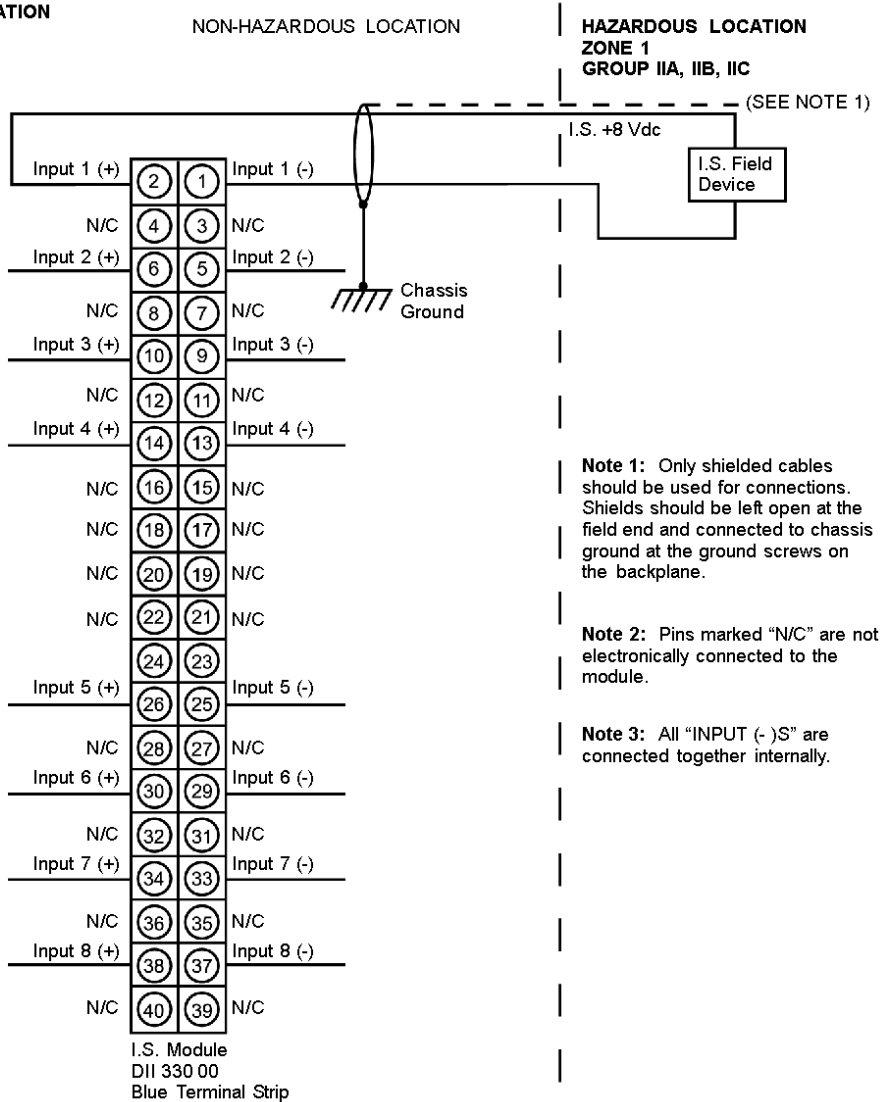 ATION
NON-HAZARDOUS LOCATION
HAZARDOUS LOCATION
ZONE 1
GROUP IIA, IIB, IIC
(SEE NOTE 1)
I.S. +8 Vdc
I.S. Field
Device
Input 1 (+) 2 1 Input 1 (-)
N/C 4 3 N/C
Input 2 (+) 6 5 Input 2 (-)
Chassis
Ground
N/C 8 7 N/C
Input 3 (+) 10 9 Input 3 (-)
N/C 12 11 N/C
Input 4 (+) 14 13 Input 4 (-)
N/C 16 15 N/C
N/C 18 17 N/C
N/C 20 19 N/C
N/C 22 21 N/C
24 23
Input 5 (+) 26 25 Input 5 (-)
N/C 28 27 N/C
Input 6 (+) 30 29 Input 6 (-)
N/C 32 31 N/C
Input 7 (+) 34 33 Input 7 (-)
N/C 36 35 N/C
Input 8 (+) 38 37 Input 8 (-)
N/C 40 39 N/C
I.S. Module
DII 330 00
Blue Terminal Strip
Note 1: Only shielded cables
should be used for connections.
Shields should be left open at the
field end and connected to chassis
ground at the ground screws on
the backplane.
Note 2: Pins marked “N/C” are not
electronically connected to the
module.
Note 3: All “INPUT (- )S” are
connected together internally.